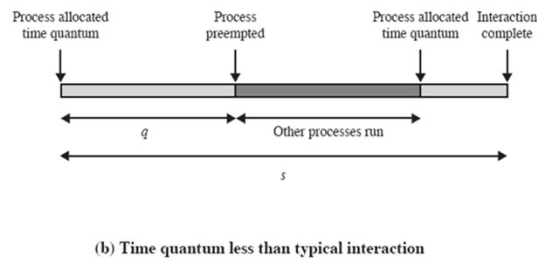 Process allocated
time quantum
Process
preempted
Process allocated
time quantum
Interaction
complete
q
Other processes run
s
(b) Time quantum less than typical interaction